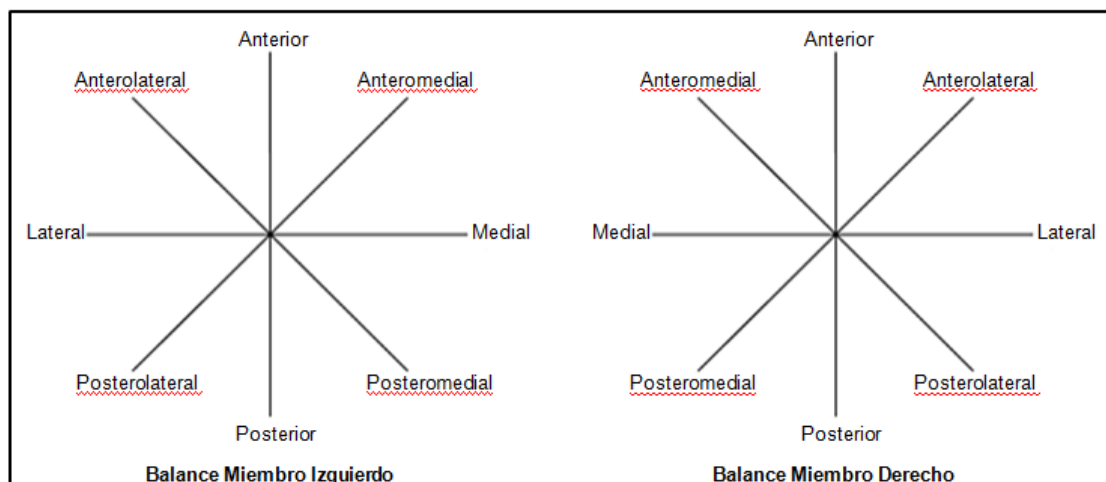 Anterior
Anterolateral
Anteromedial
Lateral
Medial
Posterolateral
Posteromedial
Posterior
Balance Miembro Izquierdo
Anterior
Anteromedial
Anterolateral
Medial
Lateral
Posteromedial
Posterolateral
Posterior
Balance Miembro Derecho